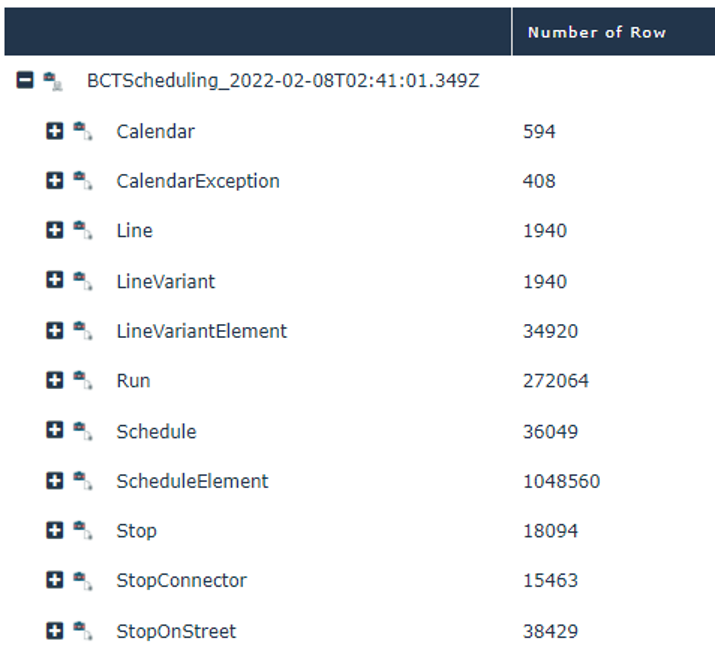 Number of Row
BCTScheduling_2022-02-08T02:41:01.349Z
Calendar 594
CalendarException 408
Line 1940
LineVariant 1940
LineVariantElement 34920
Run 272064
Schedule 36049
ScheduleElement 1048560
Stop 18094
StopConnector 15463
StopOnStreet 38429